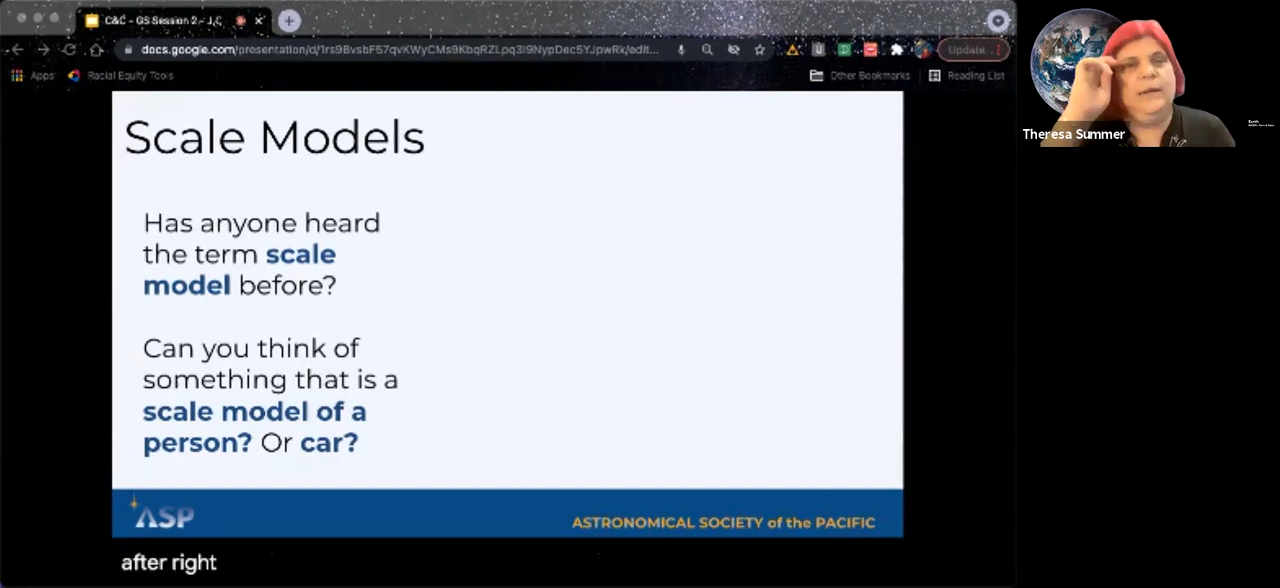 C&C - GS Session 2 - J,C
docs.google.com/presentation/d/1rs9BvsbF57qvKWyCMs9KbqRZLpq3I9NypDec5YJpwRk/edit...
Update
Apps
Racial Equity Tools
Other Bookmarks
Reading List
Scale Models
Has anyone heard
the term scale
model before?
Can you think of
something that is a
scale model of a
person? Or car?
ASP
ASTRONOMICAL SOCIETY of the PACIFIC
after right
Theresa Summer
Earth